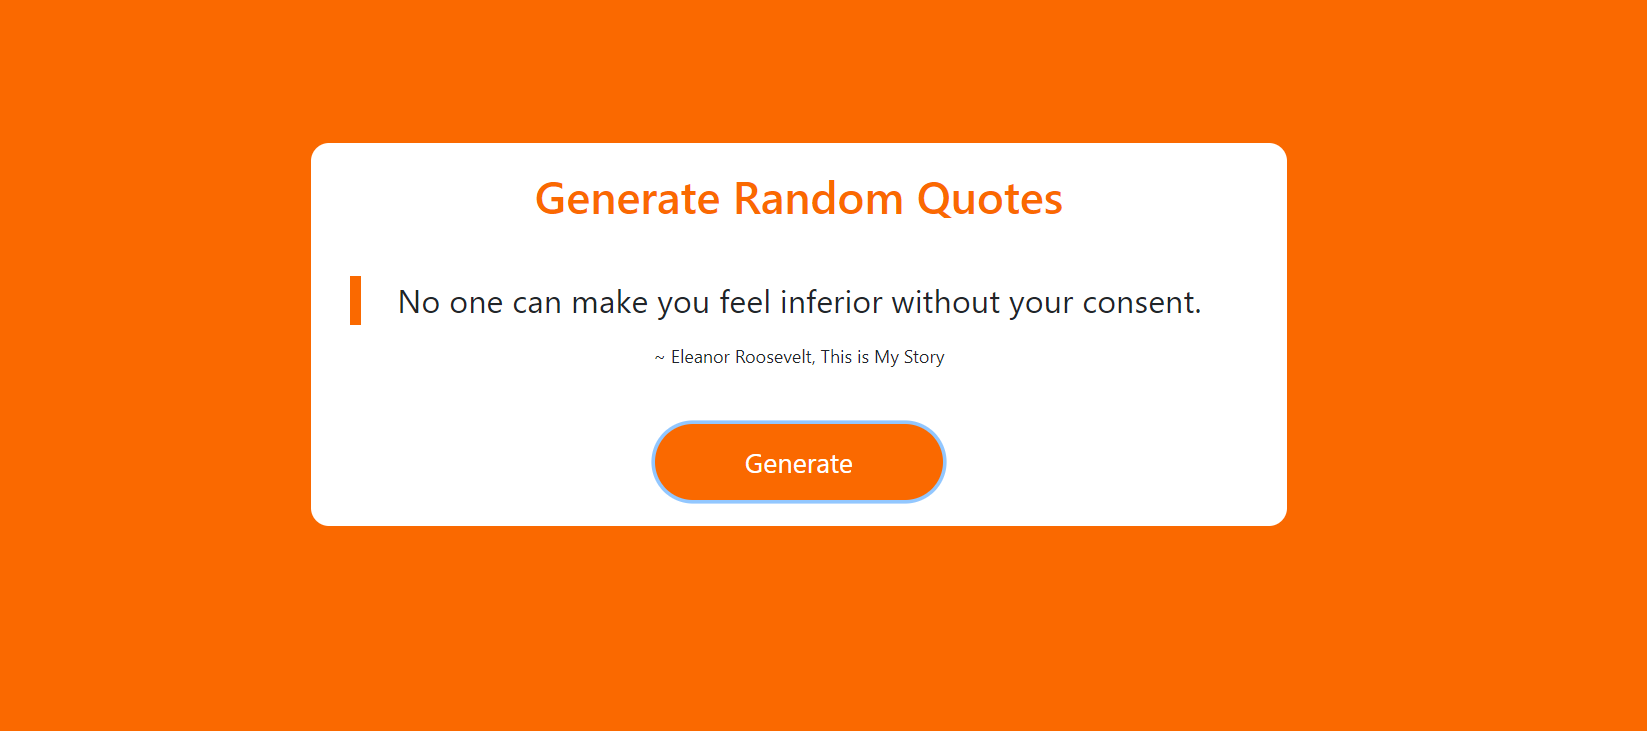 Generate Random Quotes
No one can make you feel inferior without your consent.
~ Eleanor Roosevelt, This is My Story
Generate